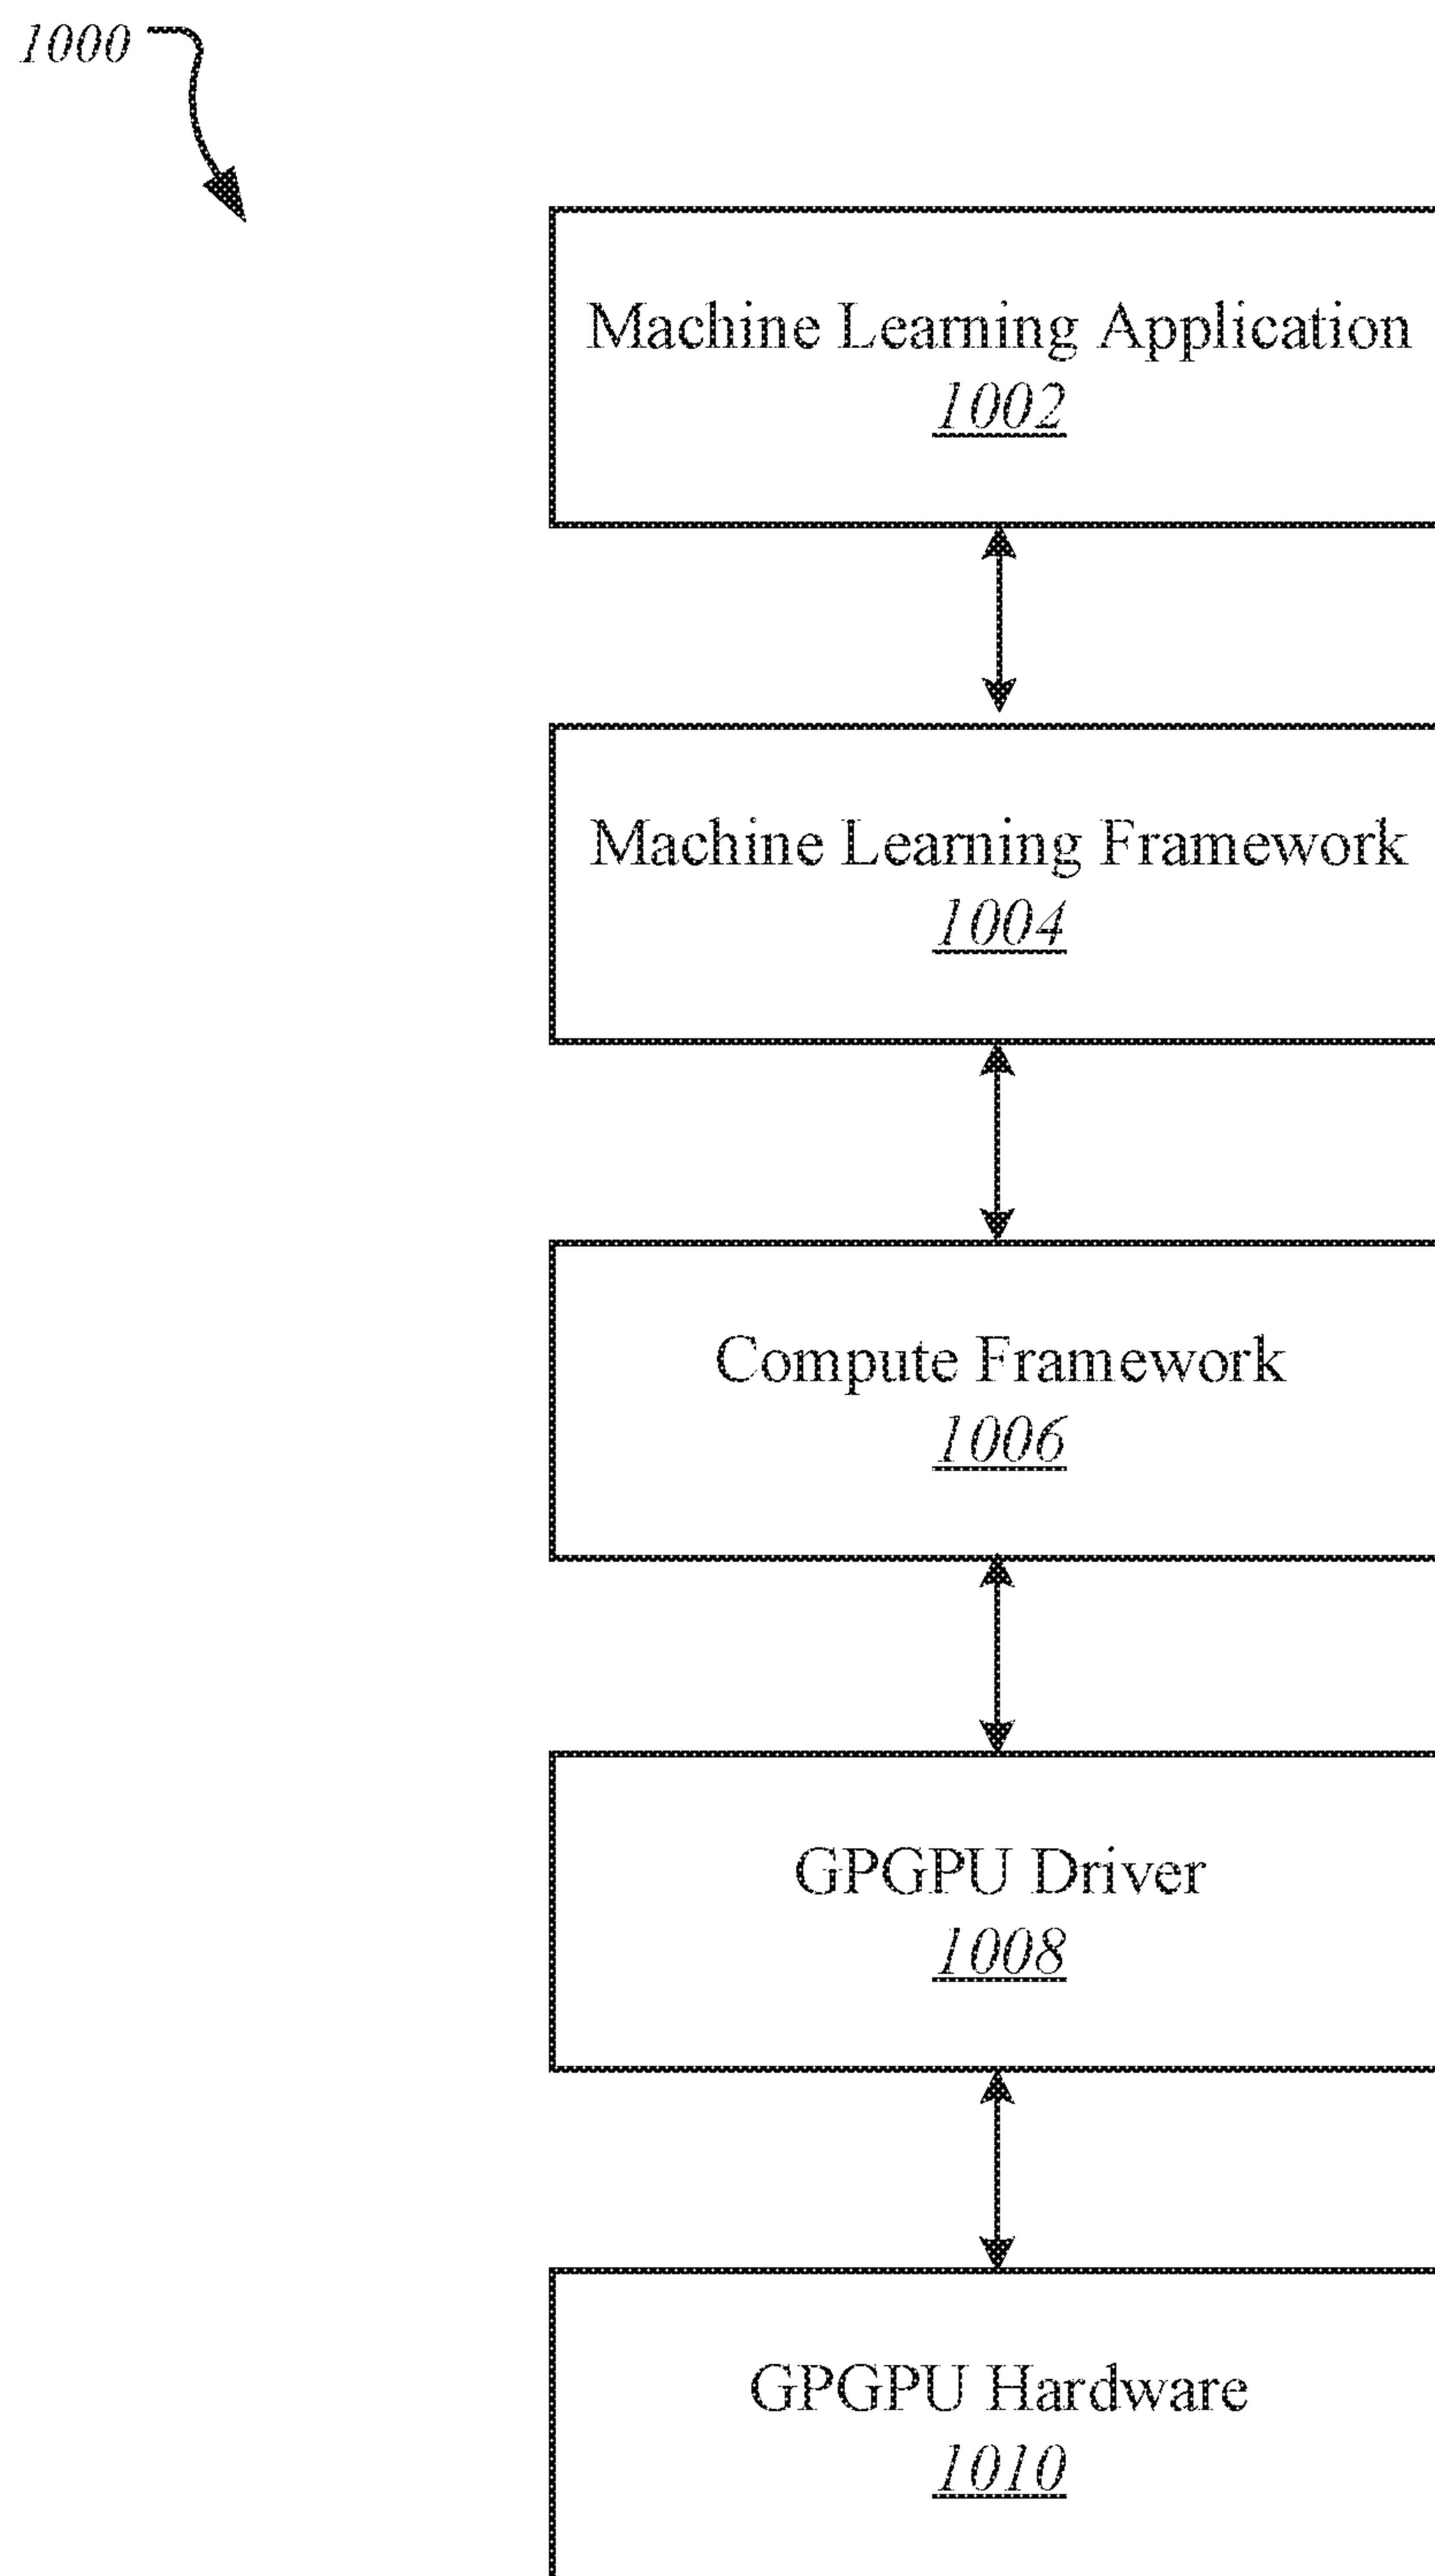 1000
Machine Learning Application
1002
Machine Learning Framework
1004
Compute Framework
1006
GPGPU Driver
1008
GPGPU Hardware
1010